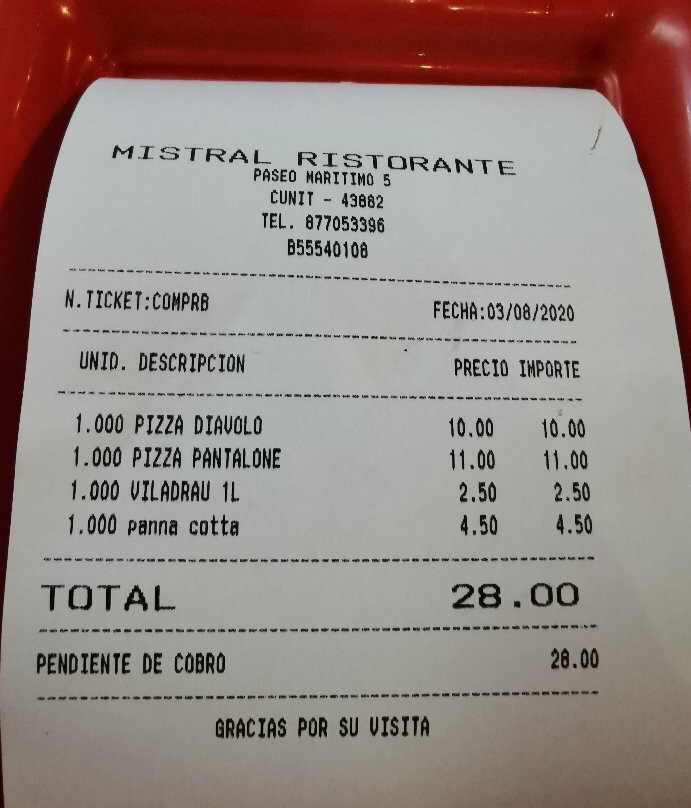 MISTRAL RISTORANTE
PASEO MARITIMO 5
CUNIT - 43882
TEL. 877053396
B55540108
N.TICKET:COMPRB FECHA:03/08/2020
UNID. DESCRIPCION PRECIO IMPORTE
1.000 PIZZA DIAVOLO 10.00 10.00
1.000 PIZZA PANTALONE 11.00 11.00
1.000 VILADRAU 1L 2.50 2.50
1.000 panna cotta 4.50 4.50
TOTAL 28.00
PENDIENTE DE COBRO 28.00
GRACIAS POR SU VISITA